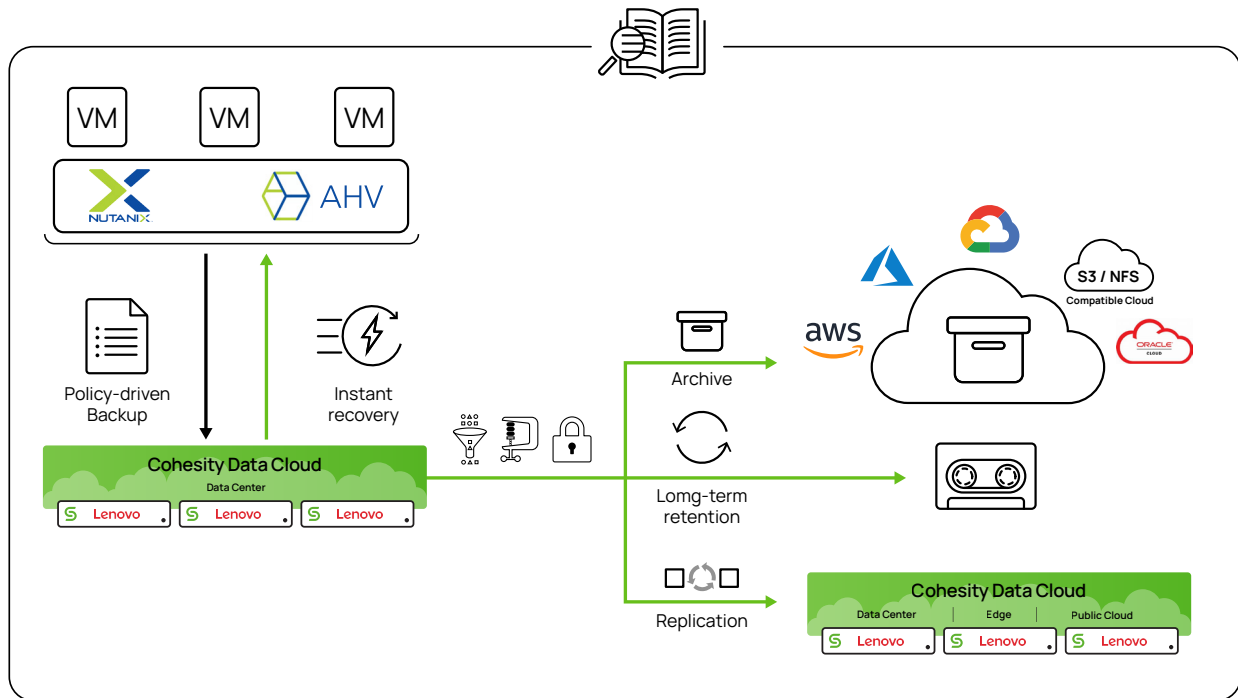 VM
VM
VM
NUTANIX
AHV
Policy-driven
Backup
Instant
recovery
Cohesity Data Cloud
Data Center
Lenovo
Lenovo
Lenovo
Archive
Lomg-term
retention
Replication
aws
S3 / NFS
Compatible Cloud
ORACLE
CLOUD
Cohesity Data Cloud
Data Center | Edge | Public Cloud
Lenovo
Lenovo
Lenovo